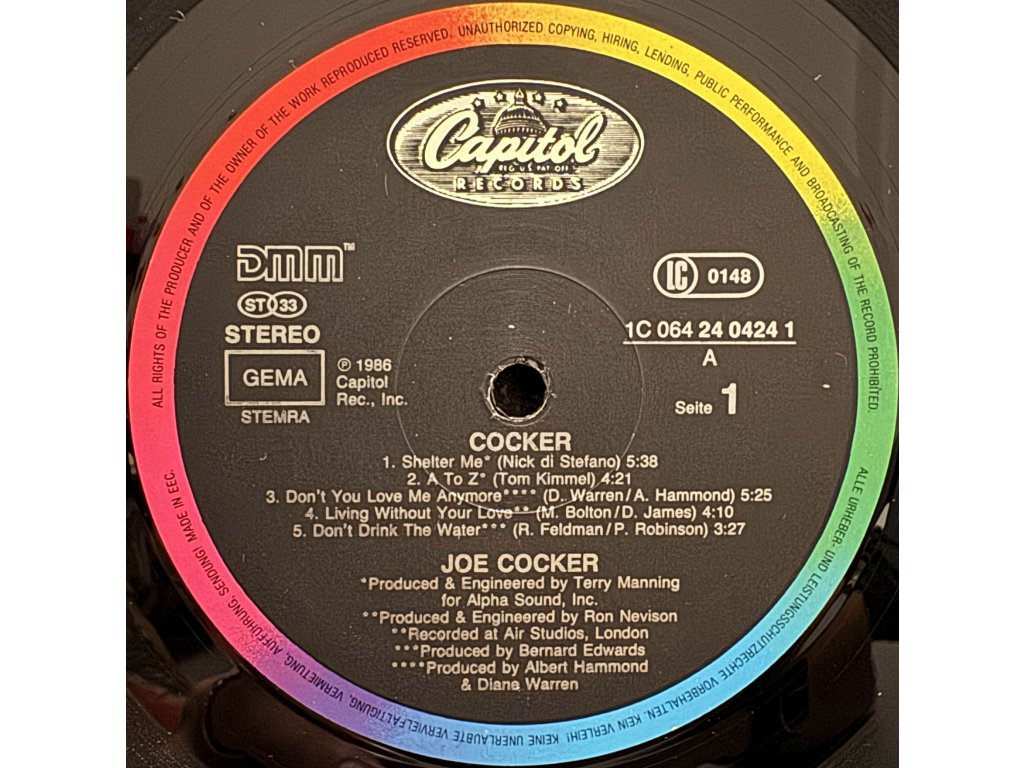 ALL RIGHTS OF THE PRODUCER AND OF THE OWNER OF THE WORK REPRODUCED RESERVED. UNAUTHORIZED COPYING, HIRING, LENDING, PUBLIC PERFORMANCE AND BROADCASTING OF THE RECORD PROHIBITED.
Capitol
REG. U.S. PAT. OFF.
RECORDS
DMM™
ST 33
STEREO
GEMA
STEMRA
℗ 1986
Capitol
Rec., Inc.
LC 0148
1C 064 24 0424 1
A
Seite 1
COCKER
1. Shelter Me* (Nick di Stefano) 5:38
2. A To Z* (Tom Kimmel) 4:21
3. Don't You Love Me Anymore**** (D. Warren/A. Hammond) 5:25
4. Living Without Your Love** (M. Bolton/D. James) 4:10
5. Don't Drink The Water*** (R. Feldman/P. Robinson) 3:27
JOE COCKER
*Produced & Engineered by Terry Manning
for Alpha Sound, Inc.
**Produced & Engineered by Ron Nevison
**Recorded at Air Studios, London
***Produced by Bernard Edwards
****Produced by Albert Hammond
& Diane Warren
ALLE URHEBER- UND LEISTUNGSSCHUTZRECHTE VORBEHALTEN. KEIN VERLEIH! KEINE UNERLAUBTE VERVIELFÄLTIGUNG, VERMIETUNG, AUFFÜHRUNG, SENDUNG! MADE IN EEC.